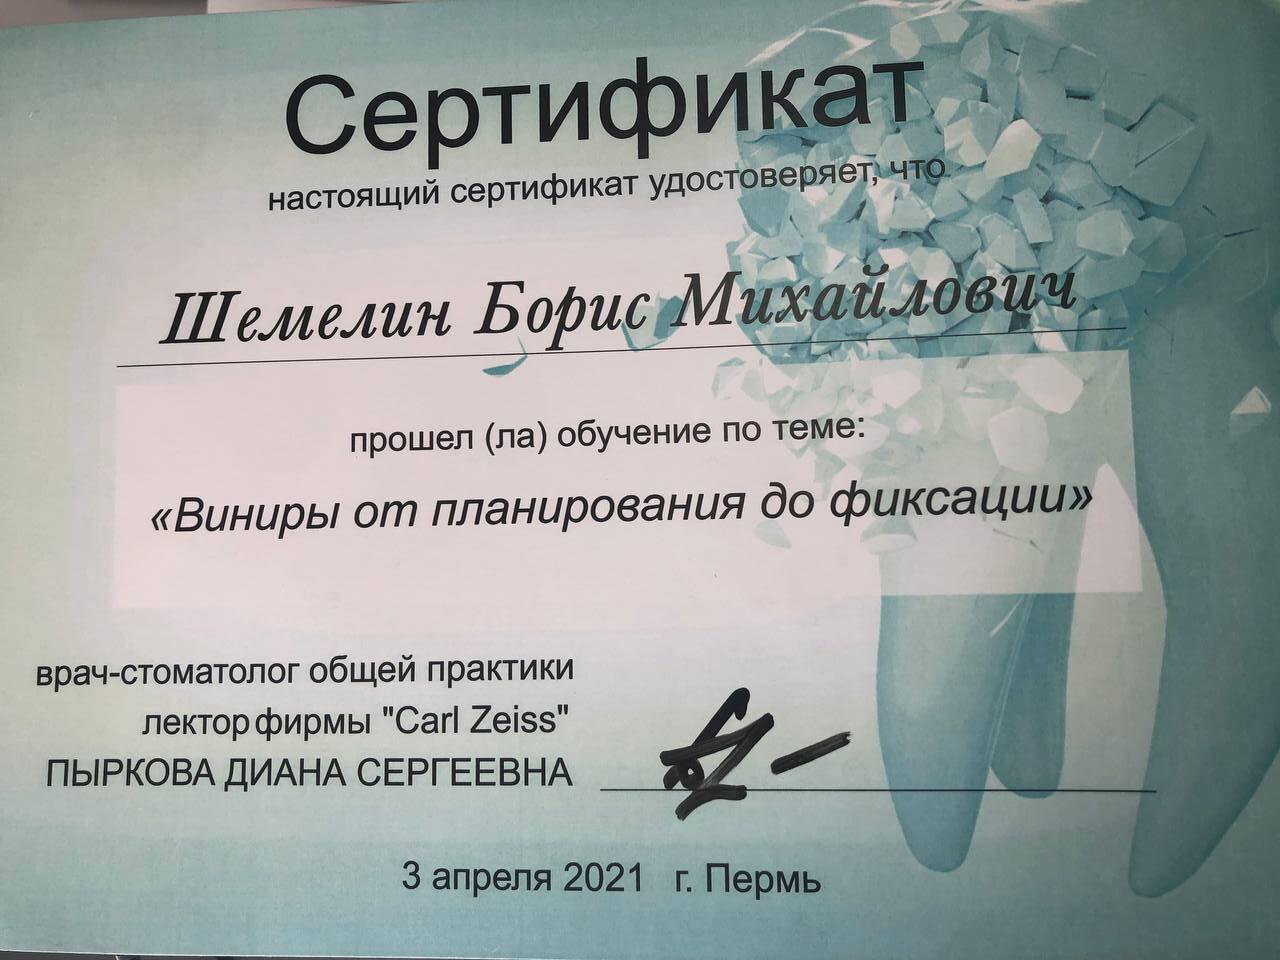 Сертификат
настоящий сертификат удостоверяет, что
Шемелин Борис Михайлович
прошел (ла) обучение по теме:
«Виниры от планирования до фиксации»
врач-стоматолог общей практики
лектор фирмы "Carl Zeiss"
ПЫРКОВА ДИАНА СЕРГЕЕВНА
3 апреля 2021 г. Пермь